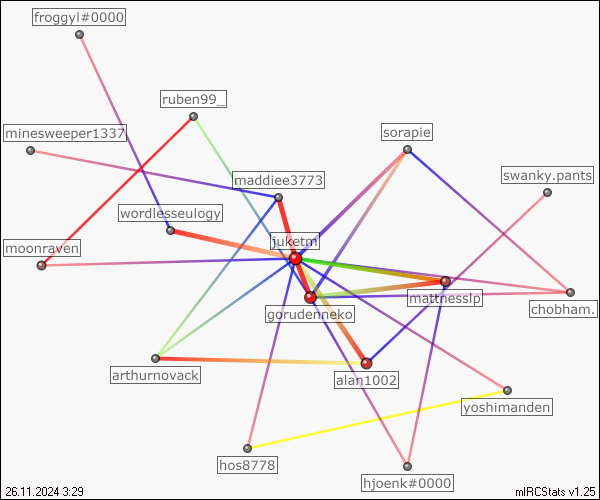 froggyl#0000
ruben99_
minesweeper1337
sorapie
maddiee3773
swanky.pants
wordlesseulogy
juketm
moonraven
mattnesslp
gorudenneko
chobham.
arthurnovack
alan1002
yoshimanden
hos8778
hjoenk#0000
26.11.2024 3:29
mIRCStats v1.25